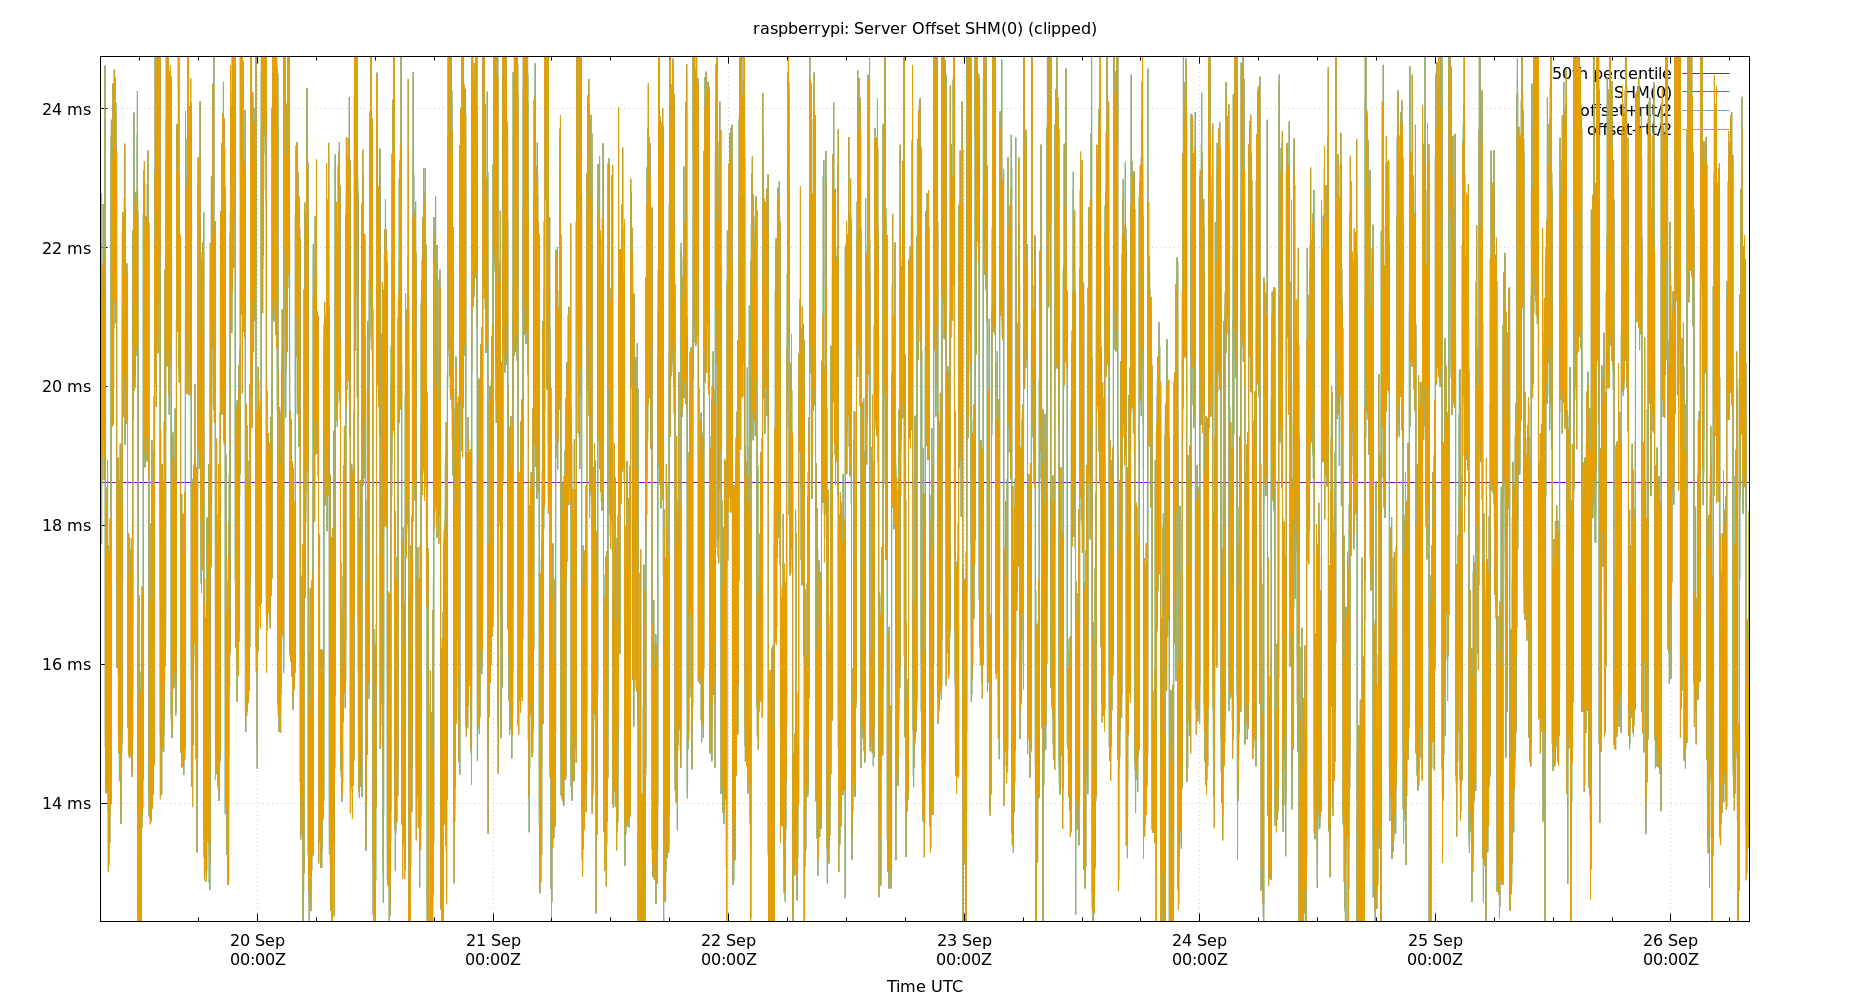 raspberrypi: Server Offset SHM(0) (clipped)
50th percentile
SHM(0)
offset+rtt/2
offset-rtt/2
24 ms
22 ms
20 ms
18 ms
16 ms
14 ms
20 Sep 21 Sep 22 Sep 23 Sep 24 Sep 25 Sep 26 Sep
00:00Z 00:00Z 00:00Z 00:00Z 00:00Z 00:00Z 00:00Z
Time UTC